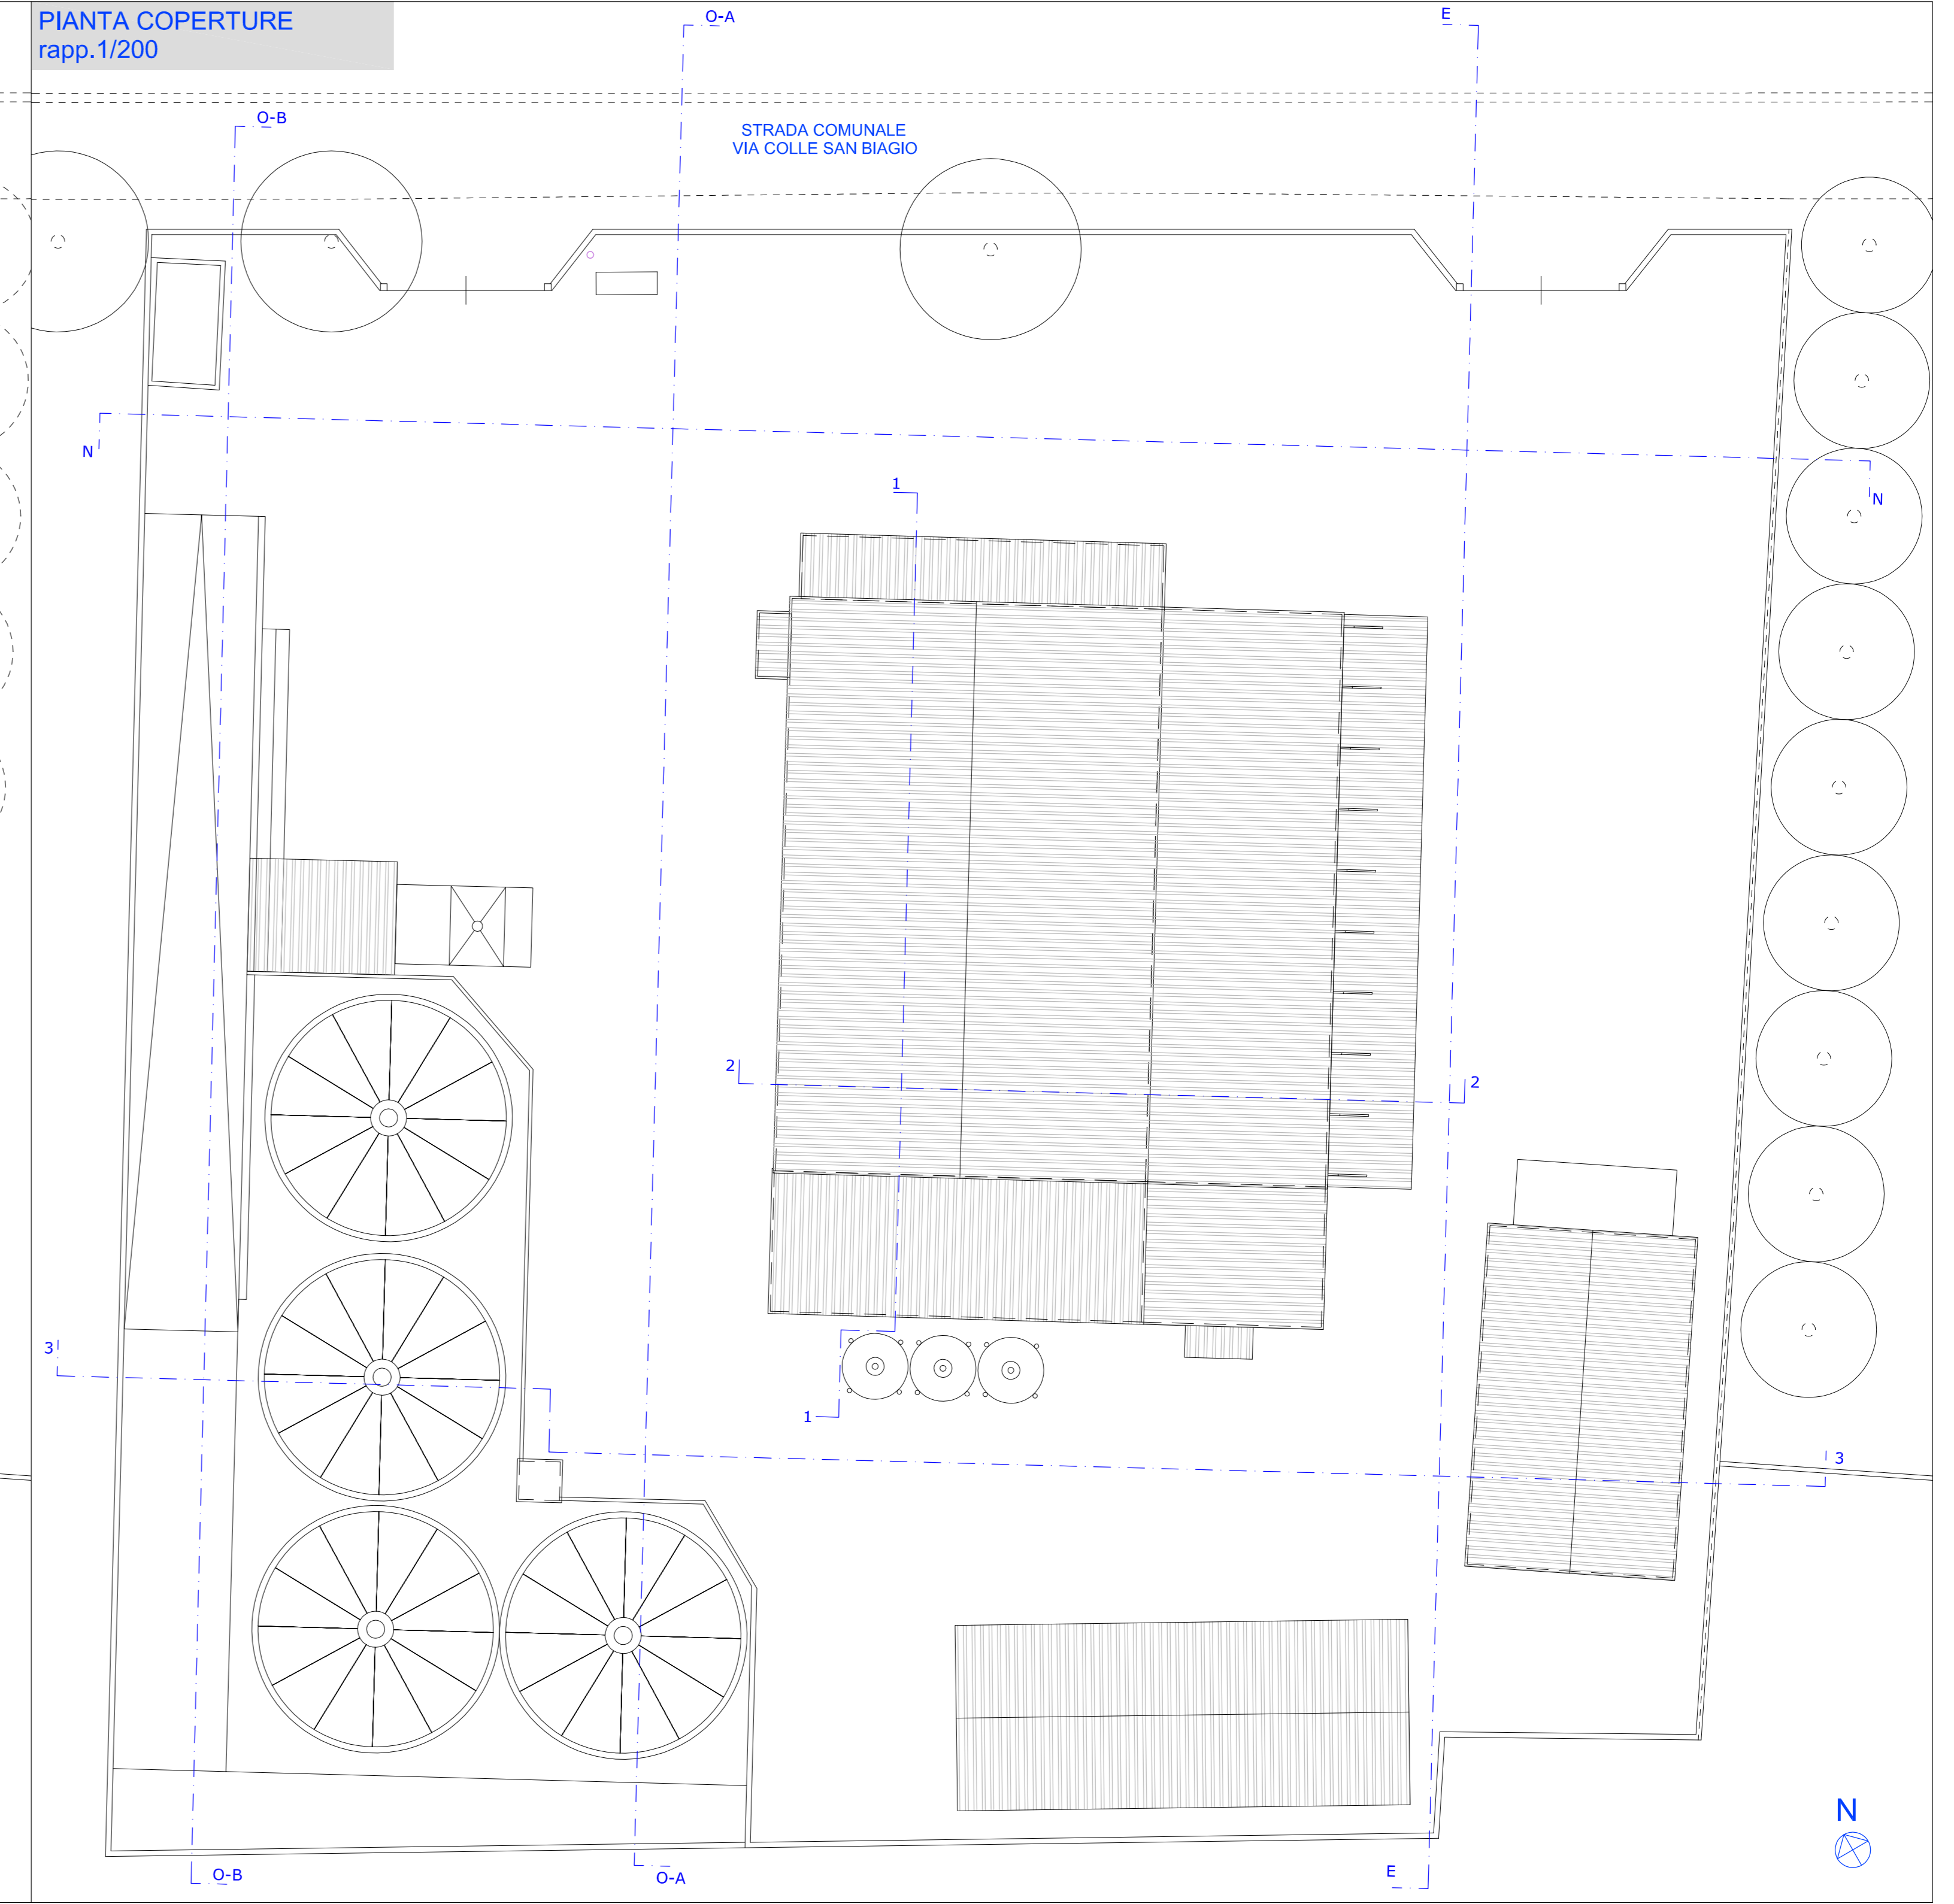 PIANTA COPERTURE
rapp.1/200
O-A
E
O-B
STRADA COMUNALE
VIA COLLE SAN BIAGIO
N
1
N
2
2
3
1
3
N
O-B
O-A
E